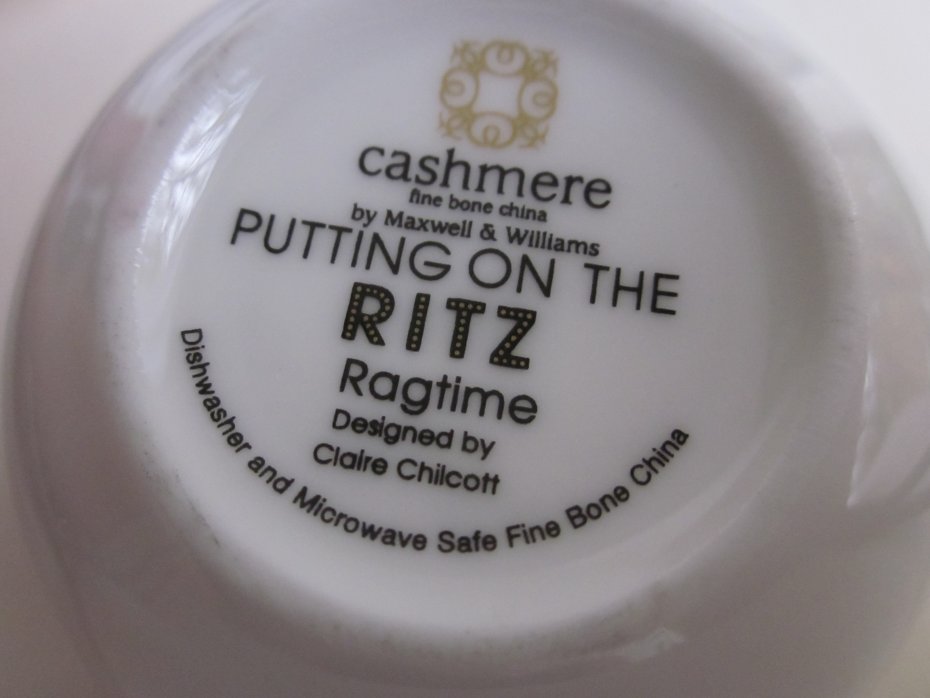 cashmere
fine bone china
by Maxwell & Williams
PUTTING ON THE
RITZ
Ragtime
Designed by
Claire Chilcott
Dishwasher and Microwave Safe Fine Bone China